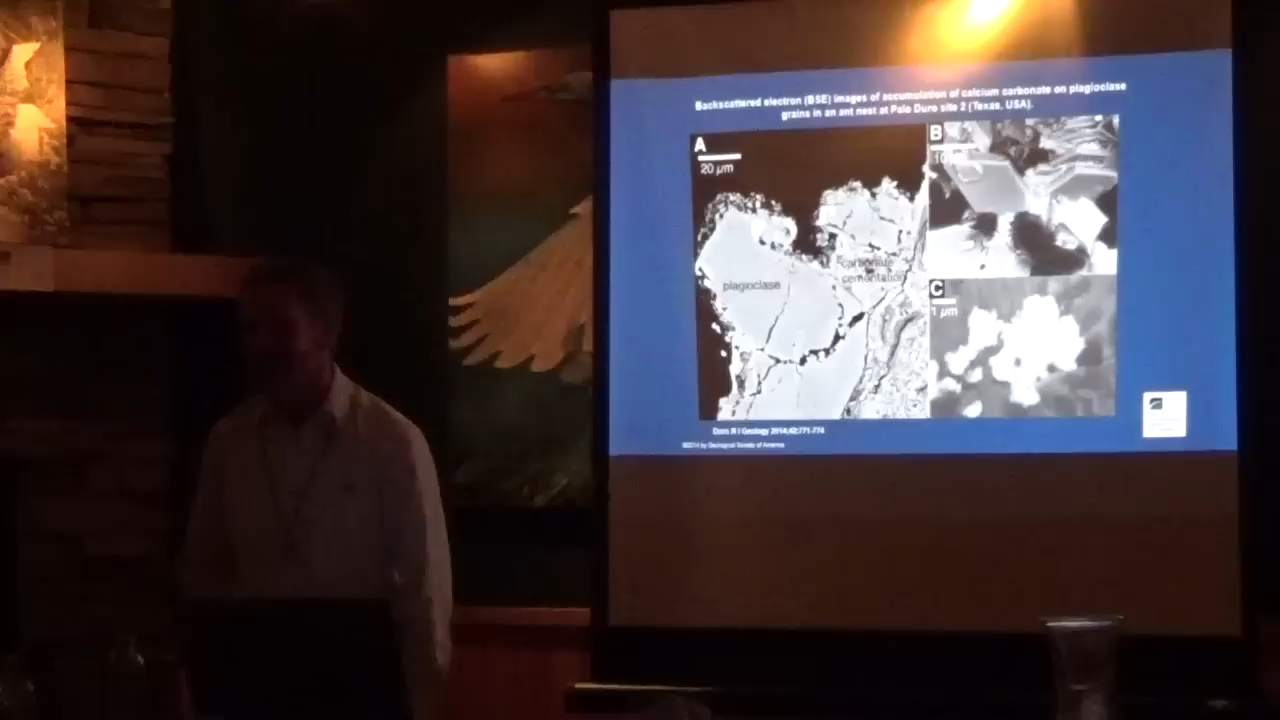 Backscattered electron (BSE) images of accumulation of calcium carbonate on plagioclase
grains in an ant nest at Palo Duro site 2 (Texas, USA).
A
20 µm
plagioclase
carbonate
cementation
B
C
1 µm
Dorn R I Geology 2014;42:771-774
©2014 by Geological Society of America